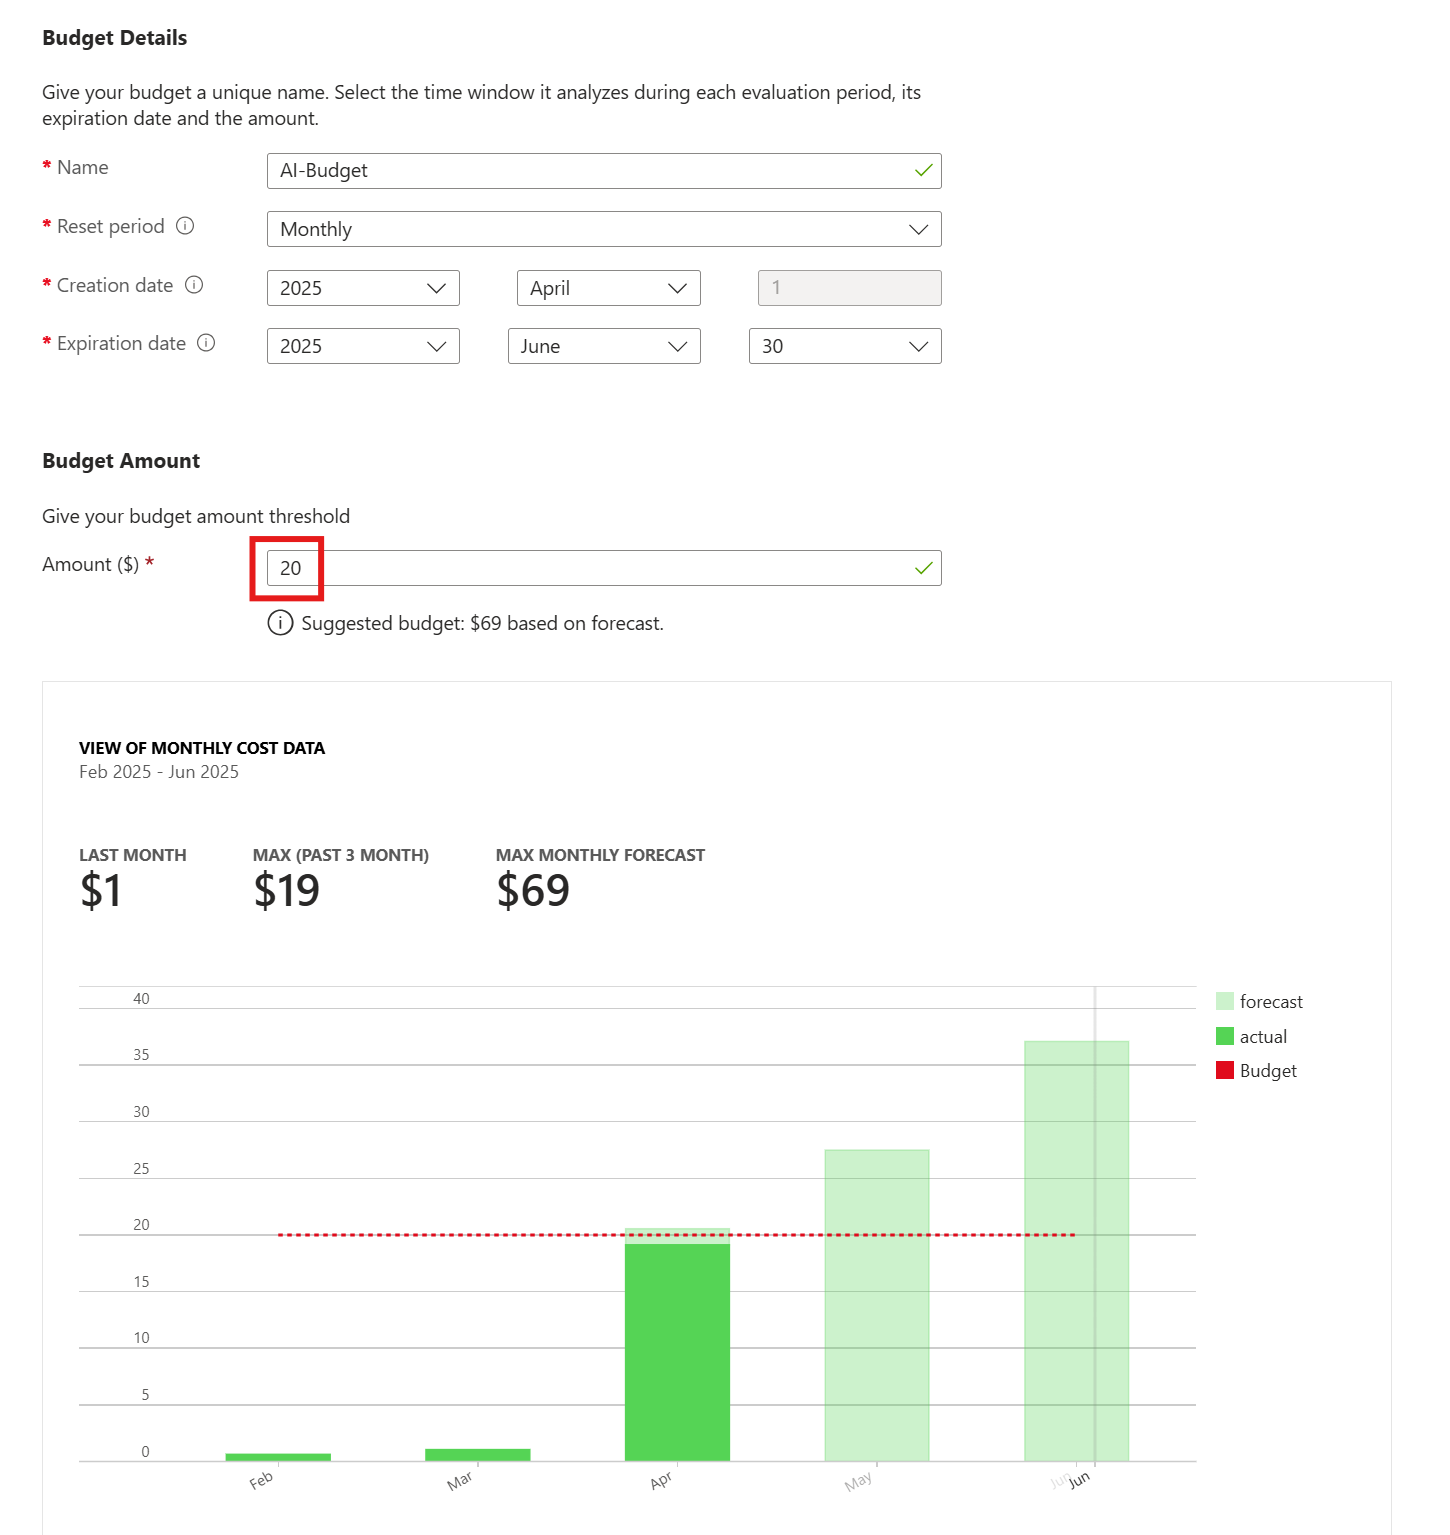 Budget Details
Give your budget a unique name. Select the time window it analyzes during each evaluation period, its
expiration date and the amount.
* Name
AI-Budget
* Reset period
Monthly
* Creation date
2025
April
1
* Expiration date
2025
June
30
Budget Amount
Give your budget amount threshold
Amount ($) *
20
Suggested budget: $69 based on forecast.
VIEW OF MONTHLY COST DATA
Feb 2025 - Jun 2025
LAST MONTH
$1
MAX (PAST 3 MONTH)
$19
MAX MONTHLY FORECAST
$69
40
35
30
25
20
15
10
5
0
Feb
Mar
Apr
May
Jun
Jun
forecast
actual
Budget